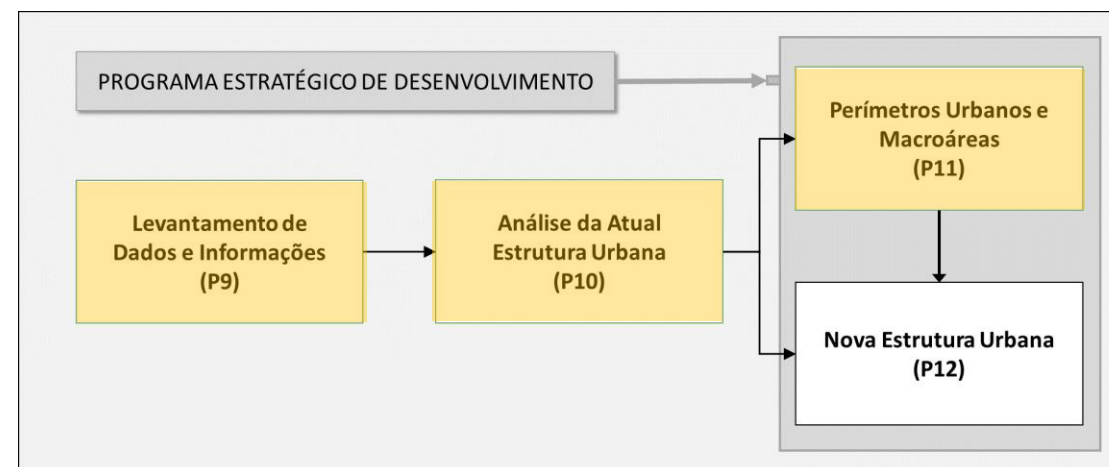 PROGRAMA ESTRATÉGICO DE DESENVOLVIMENTO
Perímetros Urbanos e
Macroáreas
(P11)
Levantamento de
Dados e Informações
(P9)
Análise da Atual
Estrutura Urbana
(P10)
Nova Estrutura Urbana
(P12)